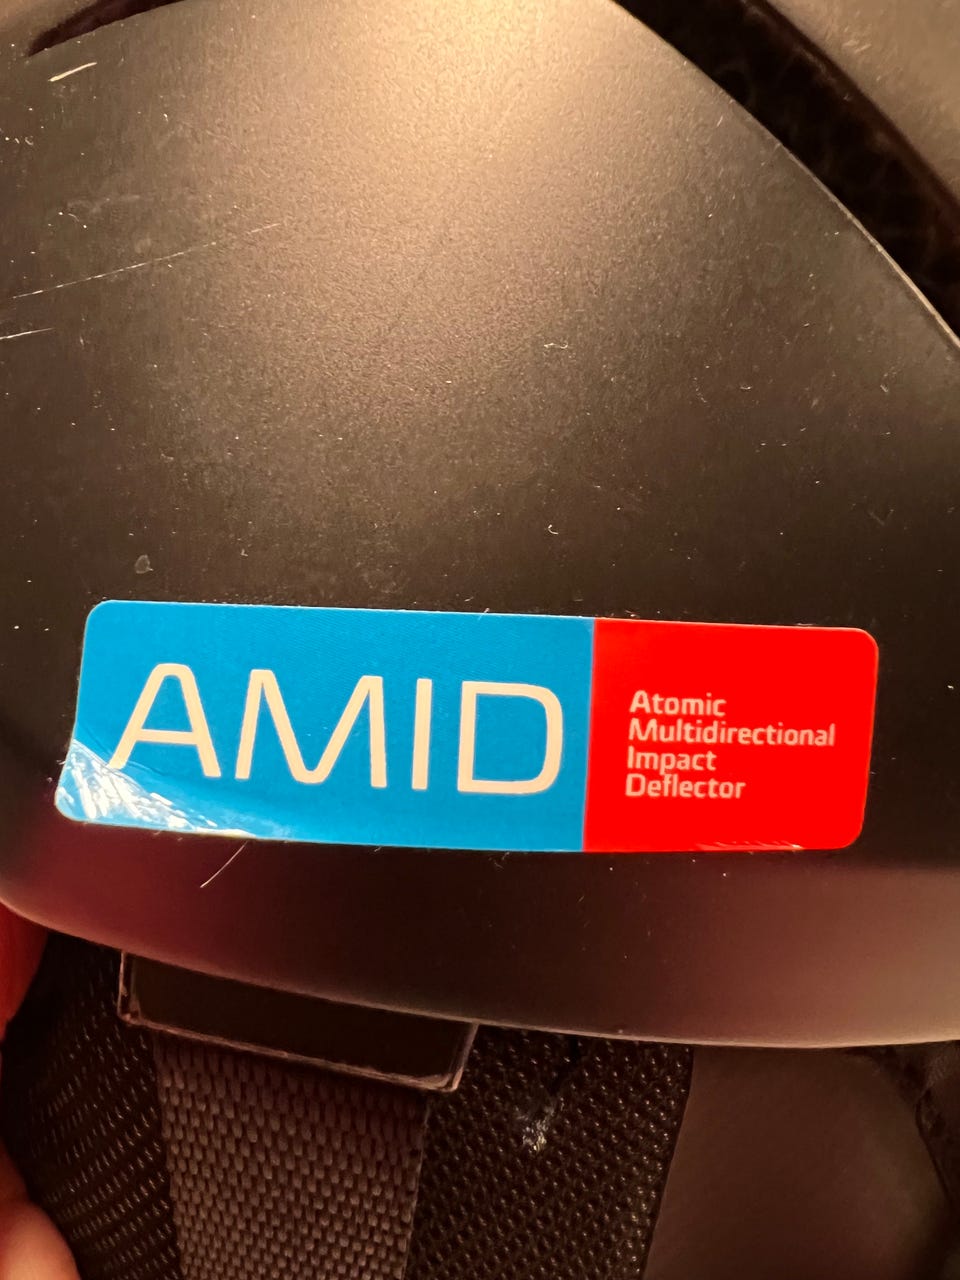 AMID
Atomic
Multidirectional
Impact
Deflector